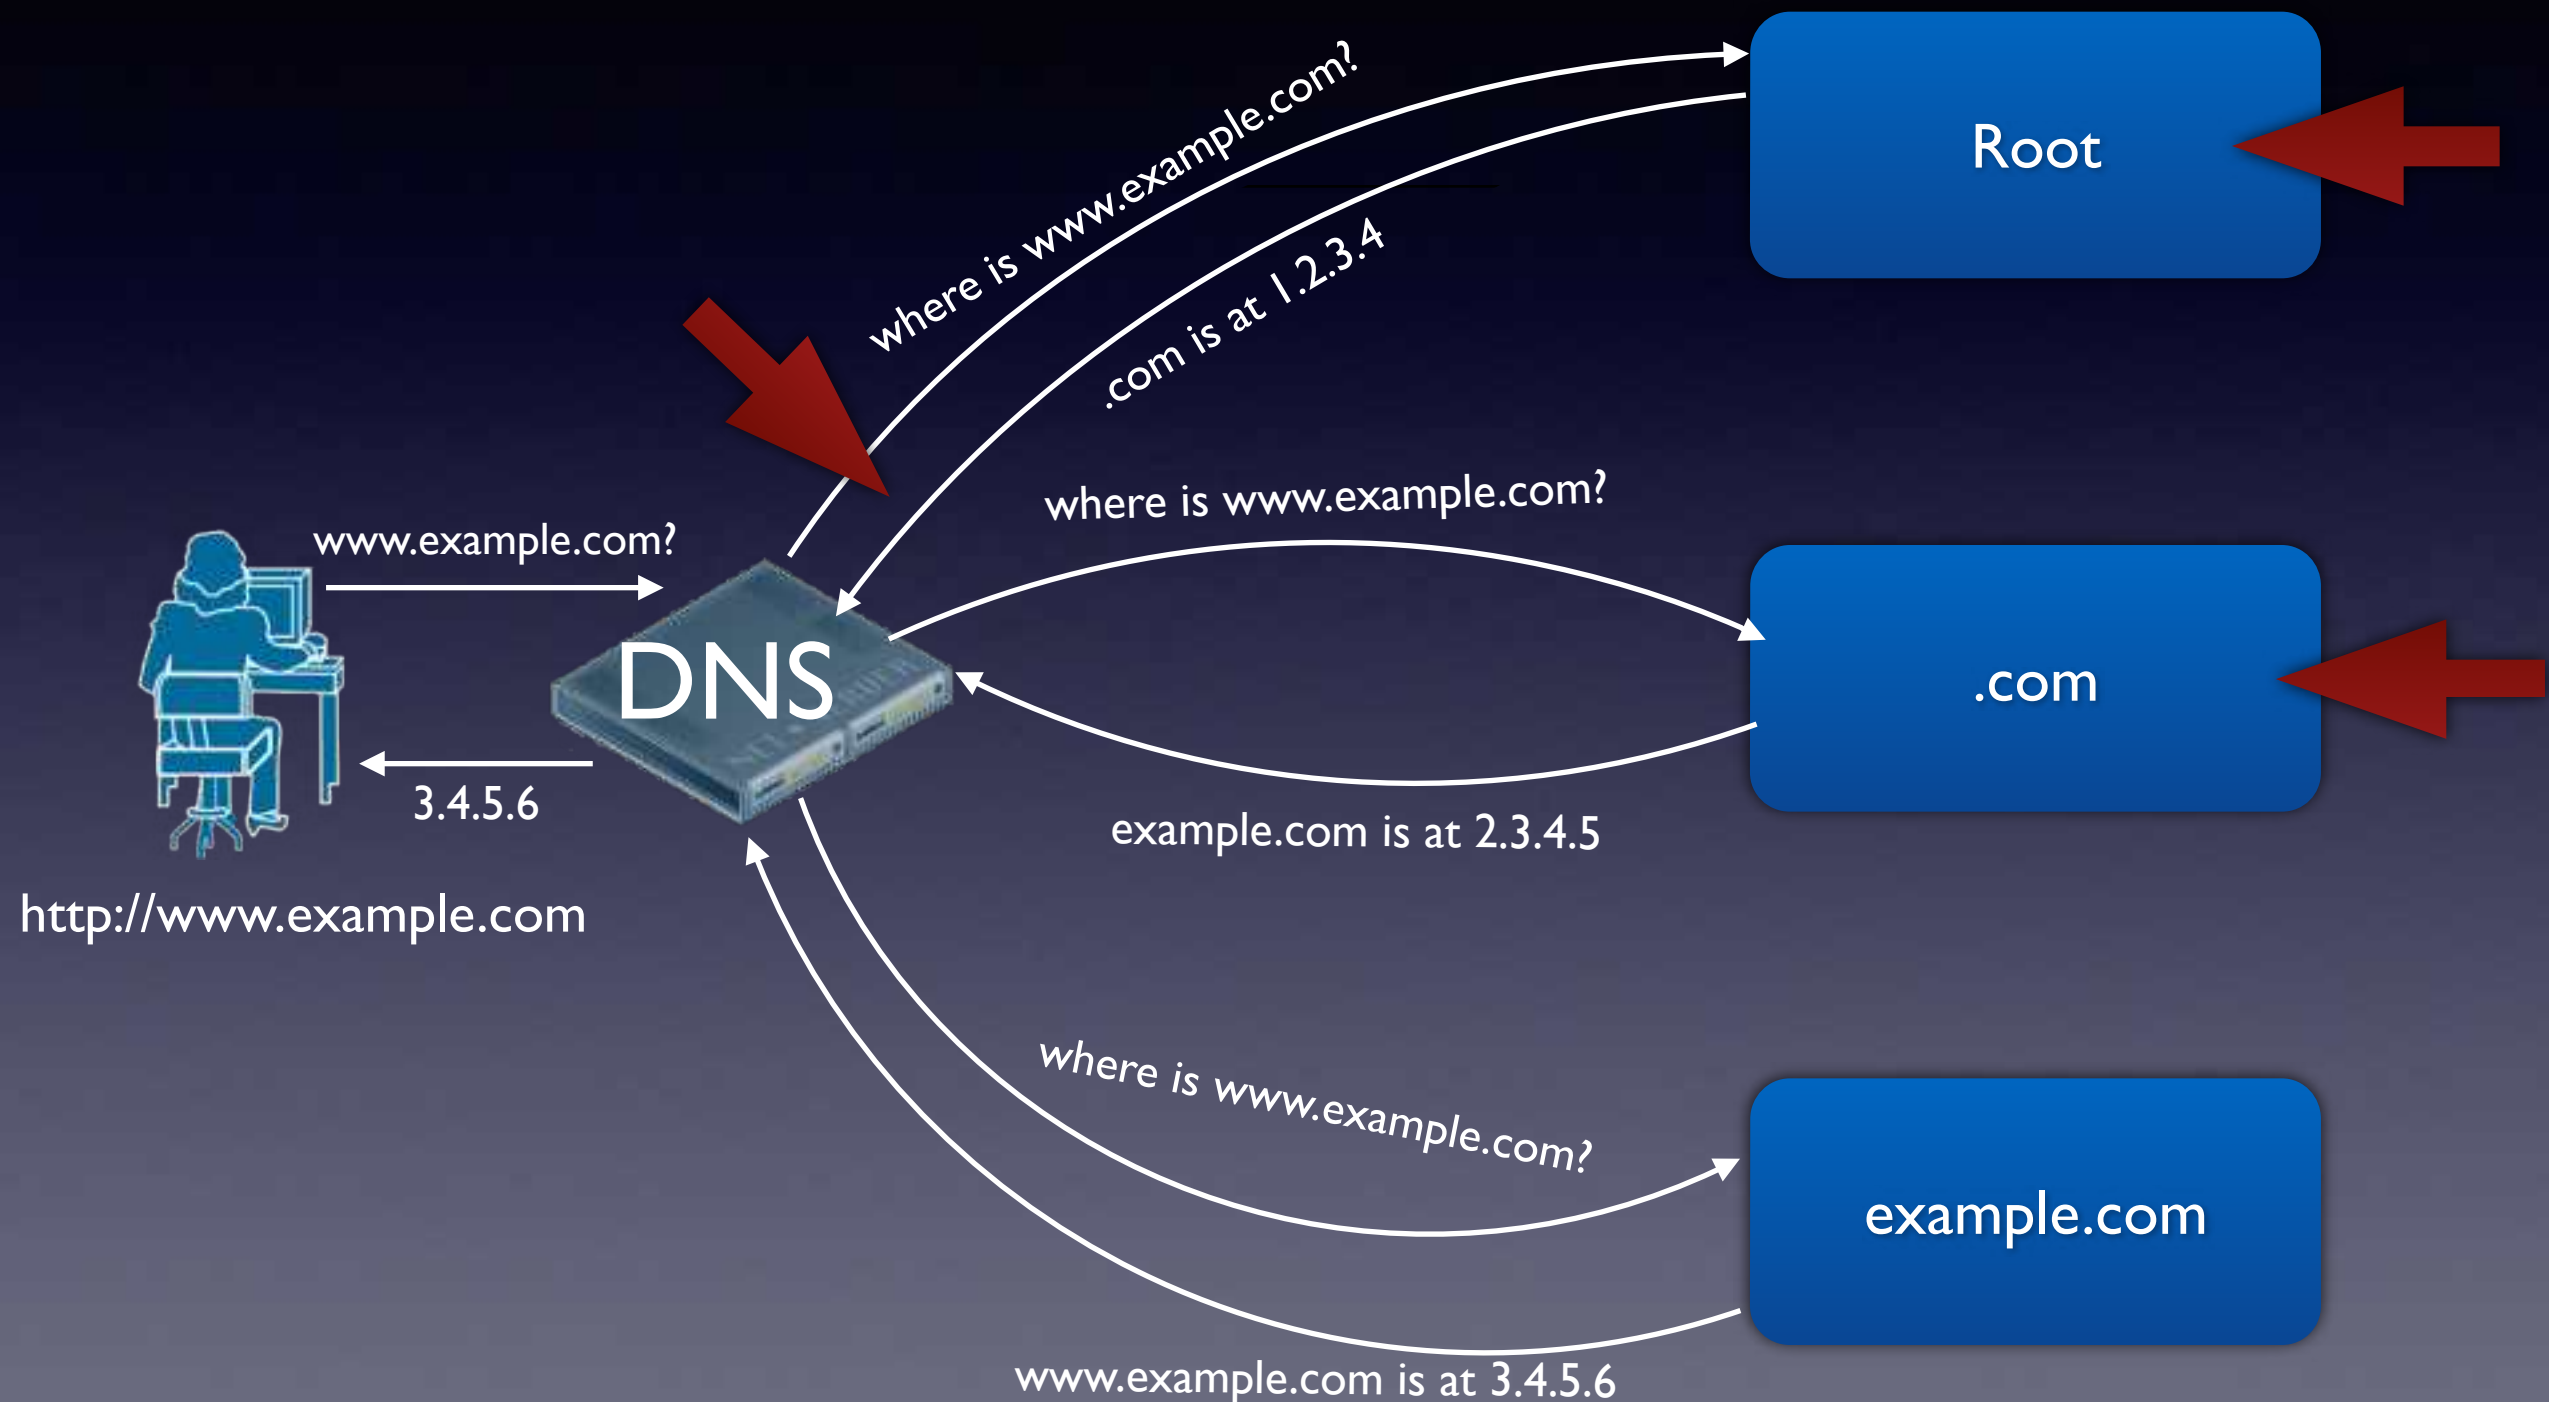 where is www.example.com?
.com is at 1.2.3.4
Root
www.example.com?
DNS
3.4.5.6
http://www.example.com
where is www.example.com?
example.com is at 2.3.4.5
.com
where is www.example.com?
www.example.com is at 3.4.5.6
example.com